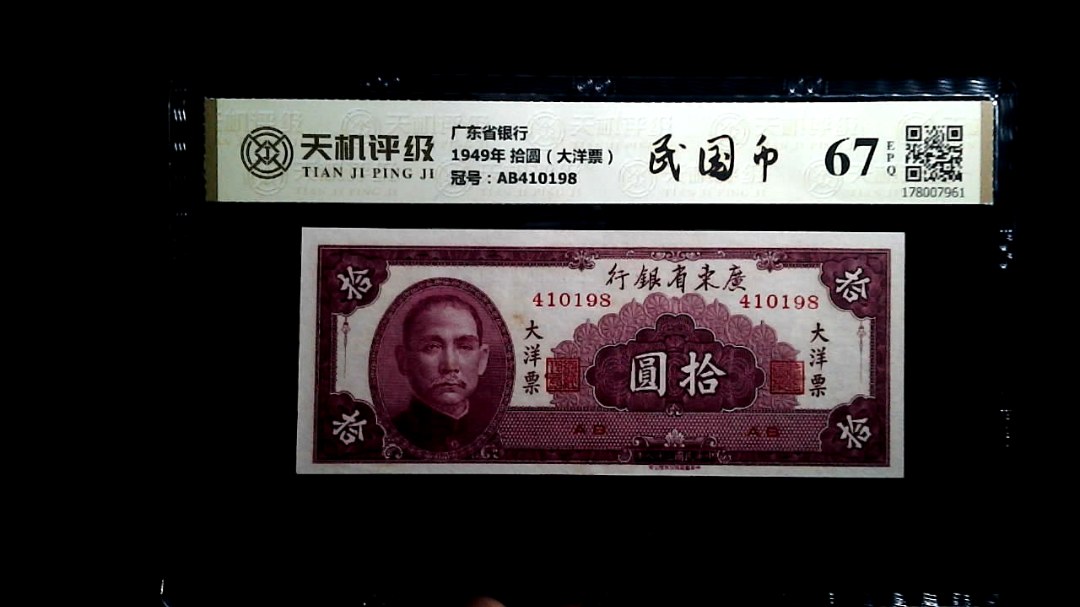 天机评级
TIAN JI PING JI
广东省银行
1949年 拾圆（大洋票）
冠号：AB410198
民国币
67
EPQ
178007961
行銀省東廣
410198 410198
拾 拾
大洋票
圓拾
大洋票
AB AB
拾 拾